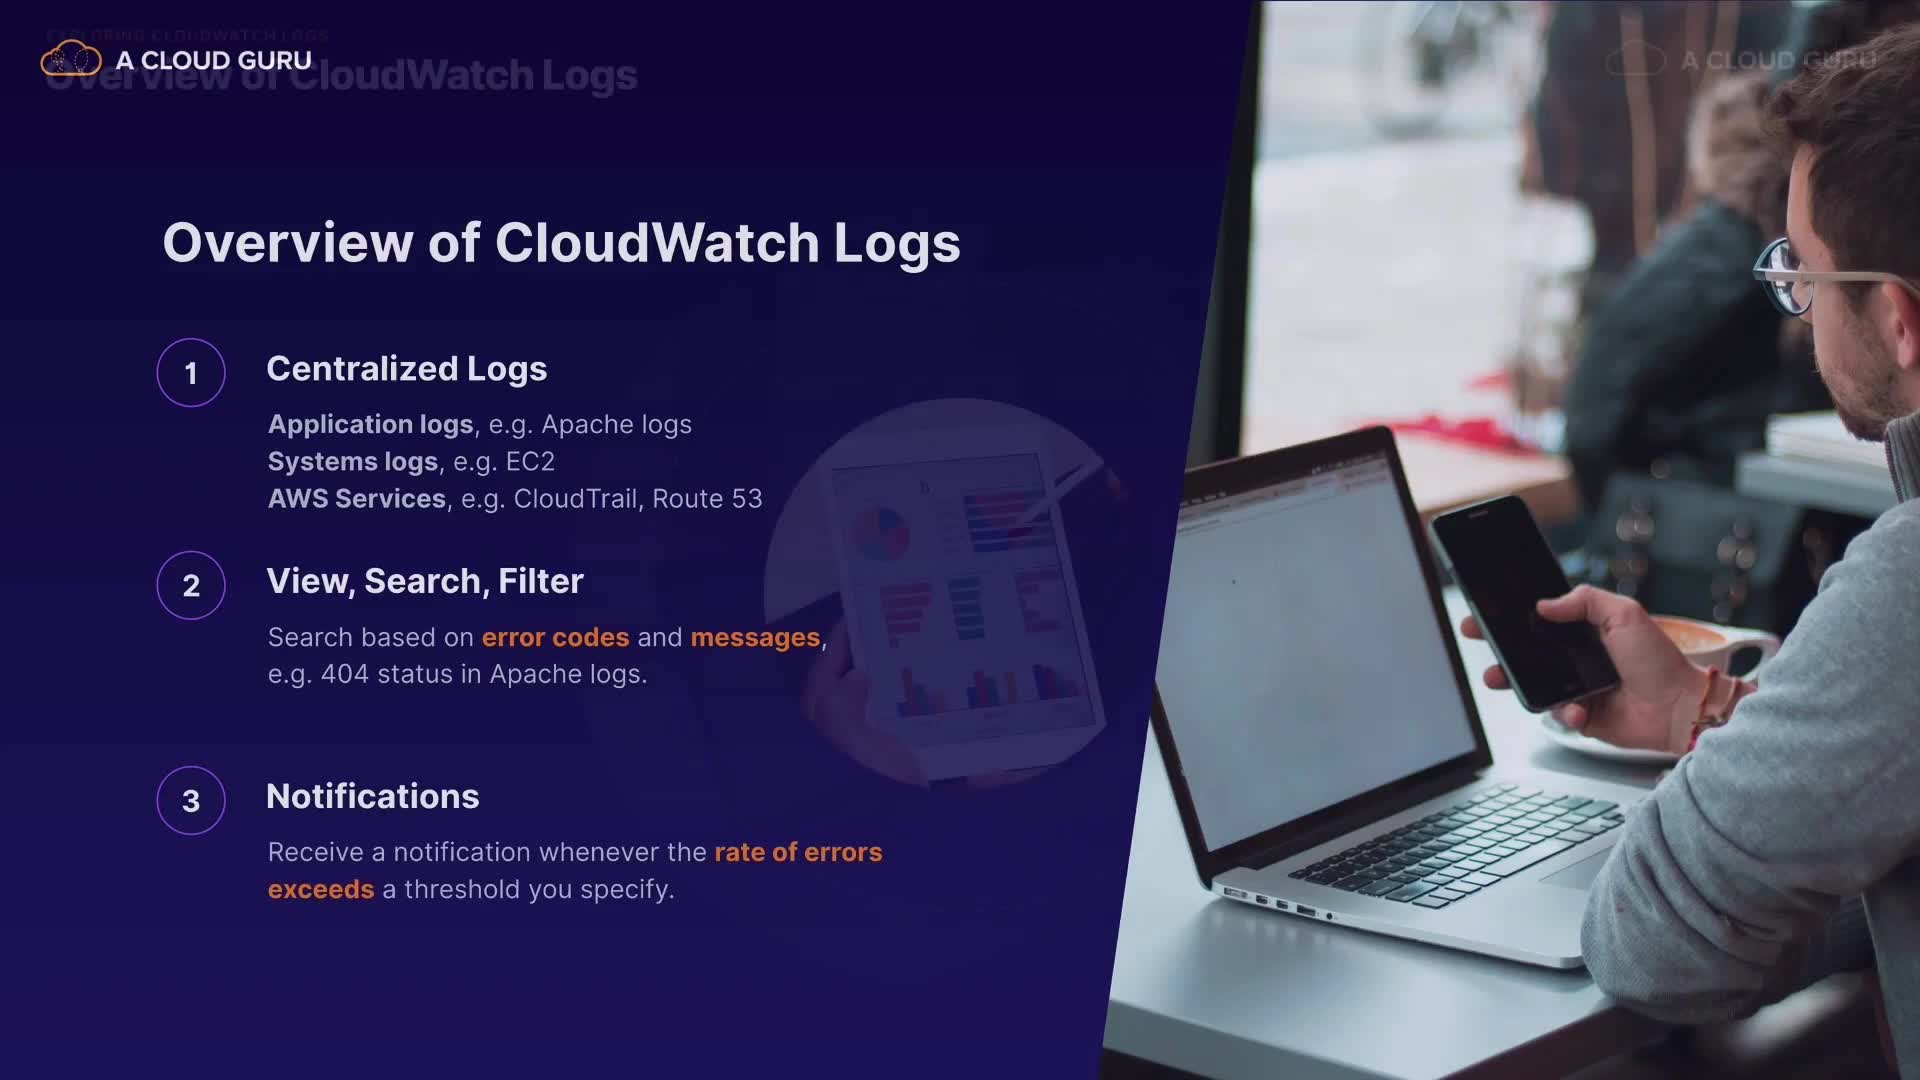 EXPLORING CLOUDWATCH LOGS
A CLOUD GURU
Overview of CloudWatch Logs
A CLOUD GURU
Overview of CloudWatch Logs
1
Centralized Logs
Application logs, e.g. Apache logs
Systems logs, e.g. EC2
AWS Services, e.g. CloudTrail, Route 53
2
View, Search, Filter
Search based on error codes and messages,
e.g. 404 status in Apache logs.
3
Notifications
Receive a notification whenever the rate of errors
exceeds a threshold you specify.